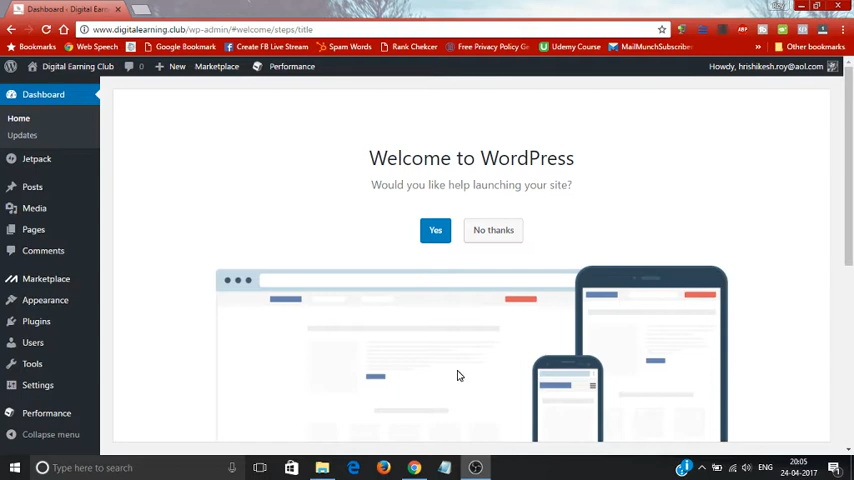 Dashboard ‹ Digital Earn
www.digitalearning.club/wp-admin/#welcome/steps/title
Bookmarks Web Speech Google Bookmark Create FB Live Stream Spam Words Rank Chekcer Free Privacy Policy Ge Udemy Course MailMunchSubscribe » Other bookmarks
Digital Earning Club 0 + New Marketplace Performance Howdy, hrishikesh.roy@aol.com
Dashboard
Home
Updates
Jetpack
Posts
Media
Pages
Comments
Marketplace
Appearance
Plugins
Users
Tools
Settings
Performance
Collapse menu
Welcome to WordPress
Would you like help launching your site?
Yes No thanks
Type here to search
ENG
20:05
24-04-2017